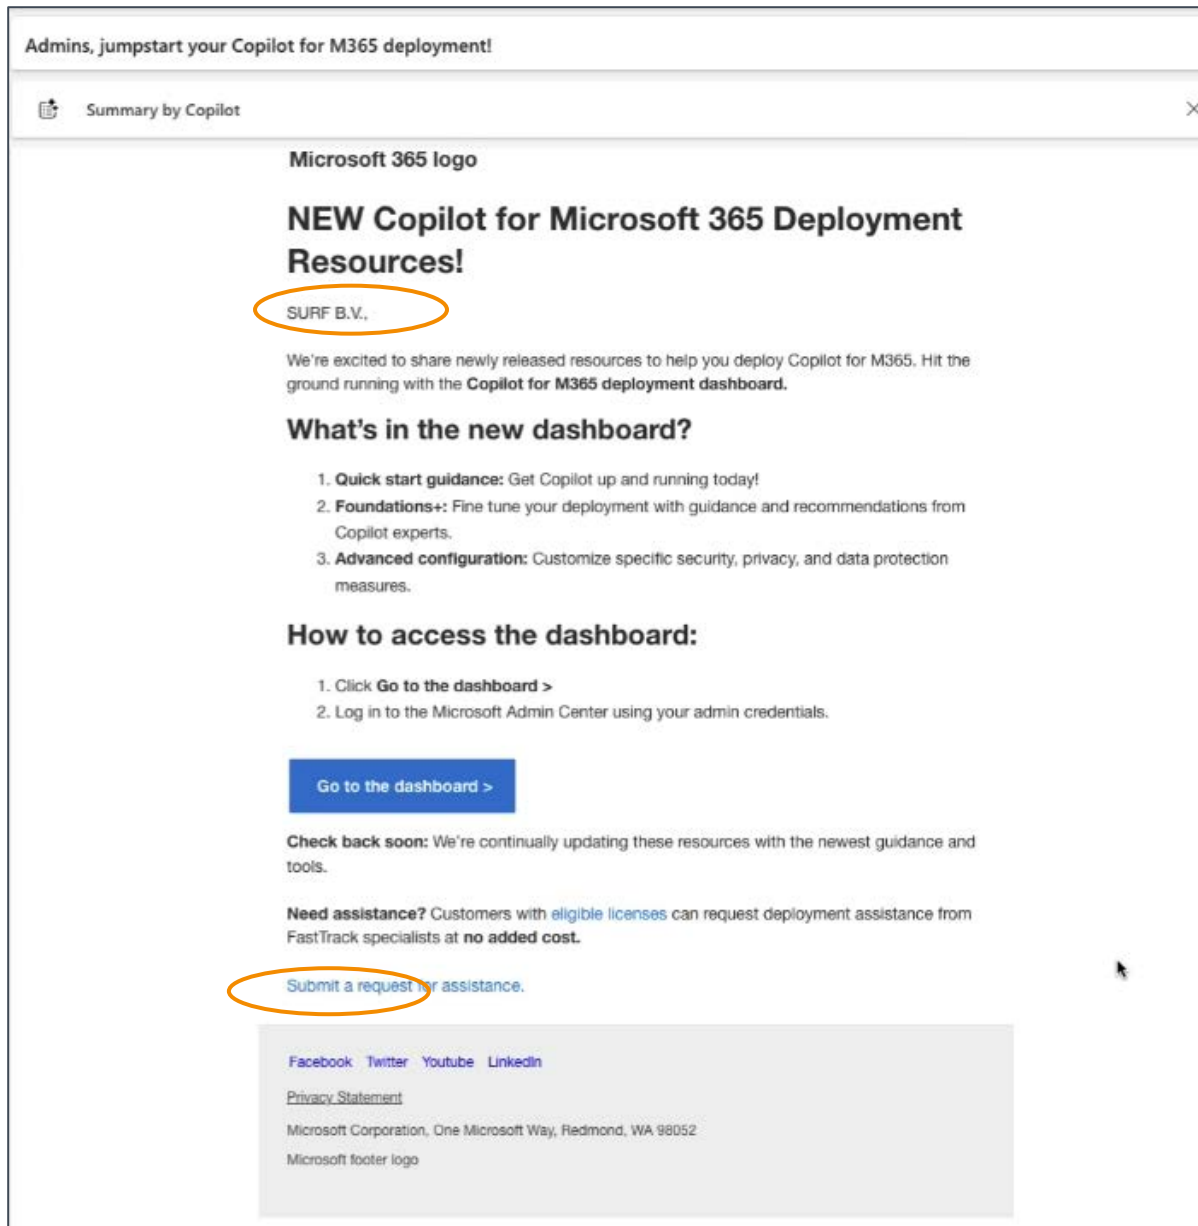 Admins, jumpstart your Copilot for M365 deployment!
Summary by Copilot
Microsoft 365 logo
NEW Copilot for Microsoft 365 Deployment
Resources!
SURF B.V.,
We're excited to share newly released resources to help you deploy Copilot for M365. Hit the
ground running with the Copilot for M365 deployment dashboard.
What's in the new dashboard?
1. Quick start guidance: Get Copilot up and running today!
2. Foundations+: Fine tune your deployment with guidance and recommendations from
Copilot experts.
3. Advanced configuration: Customize specific security, privacy, and data protection
measures.
How to access the dashboard:
1. Click Go to the dashboard >
2. Log in to the Microsoft Admin Center using your admin credentials.
Go to the dashboard >
Check back soon: We're continually updating these resources with the newest guidance and
tools.
Need assistance? Customers with eligible licenses can request deployment assistance from
FastTrack specialists at no added cost.
Submit a request for assistance.
Facebook Twitter Youtube LinkedIn
Privacy Statement
Microsoft Corporation, One Microsoft Way, Redmond, WA 98052
Microsoft footer logo